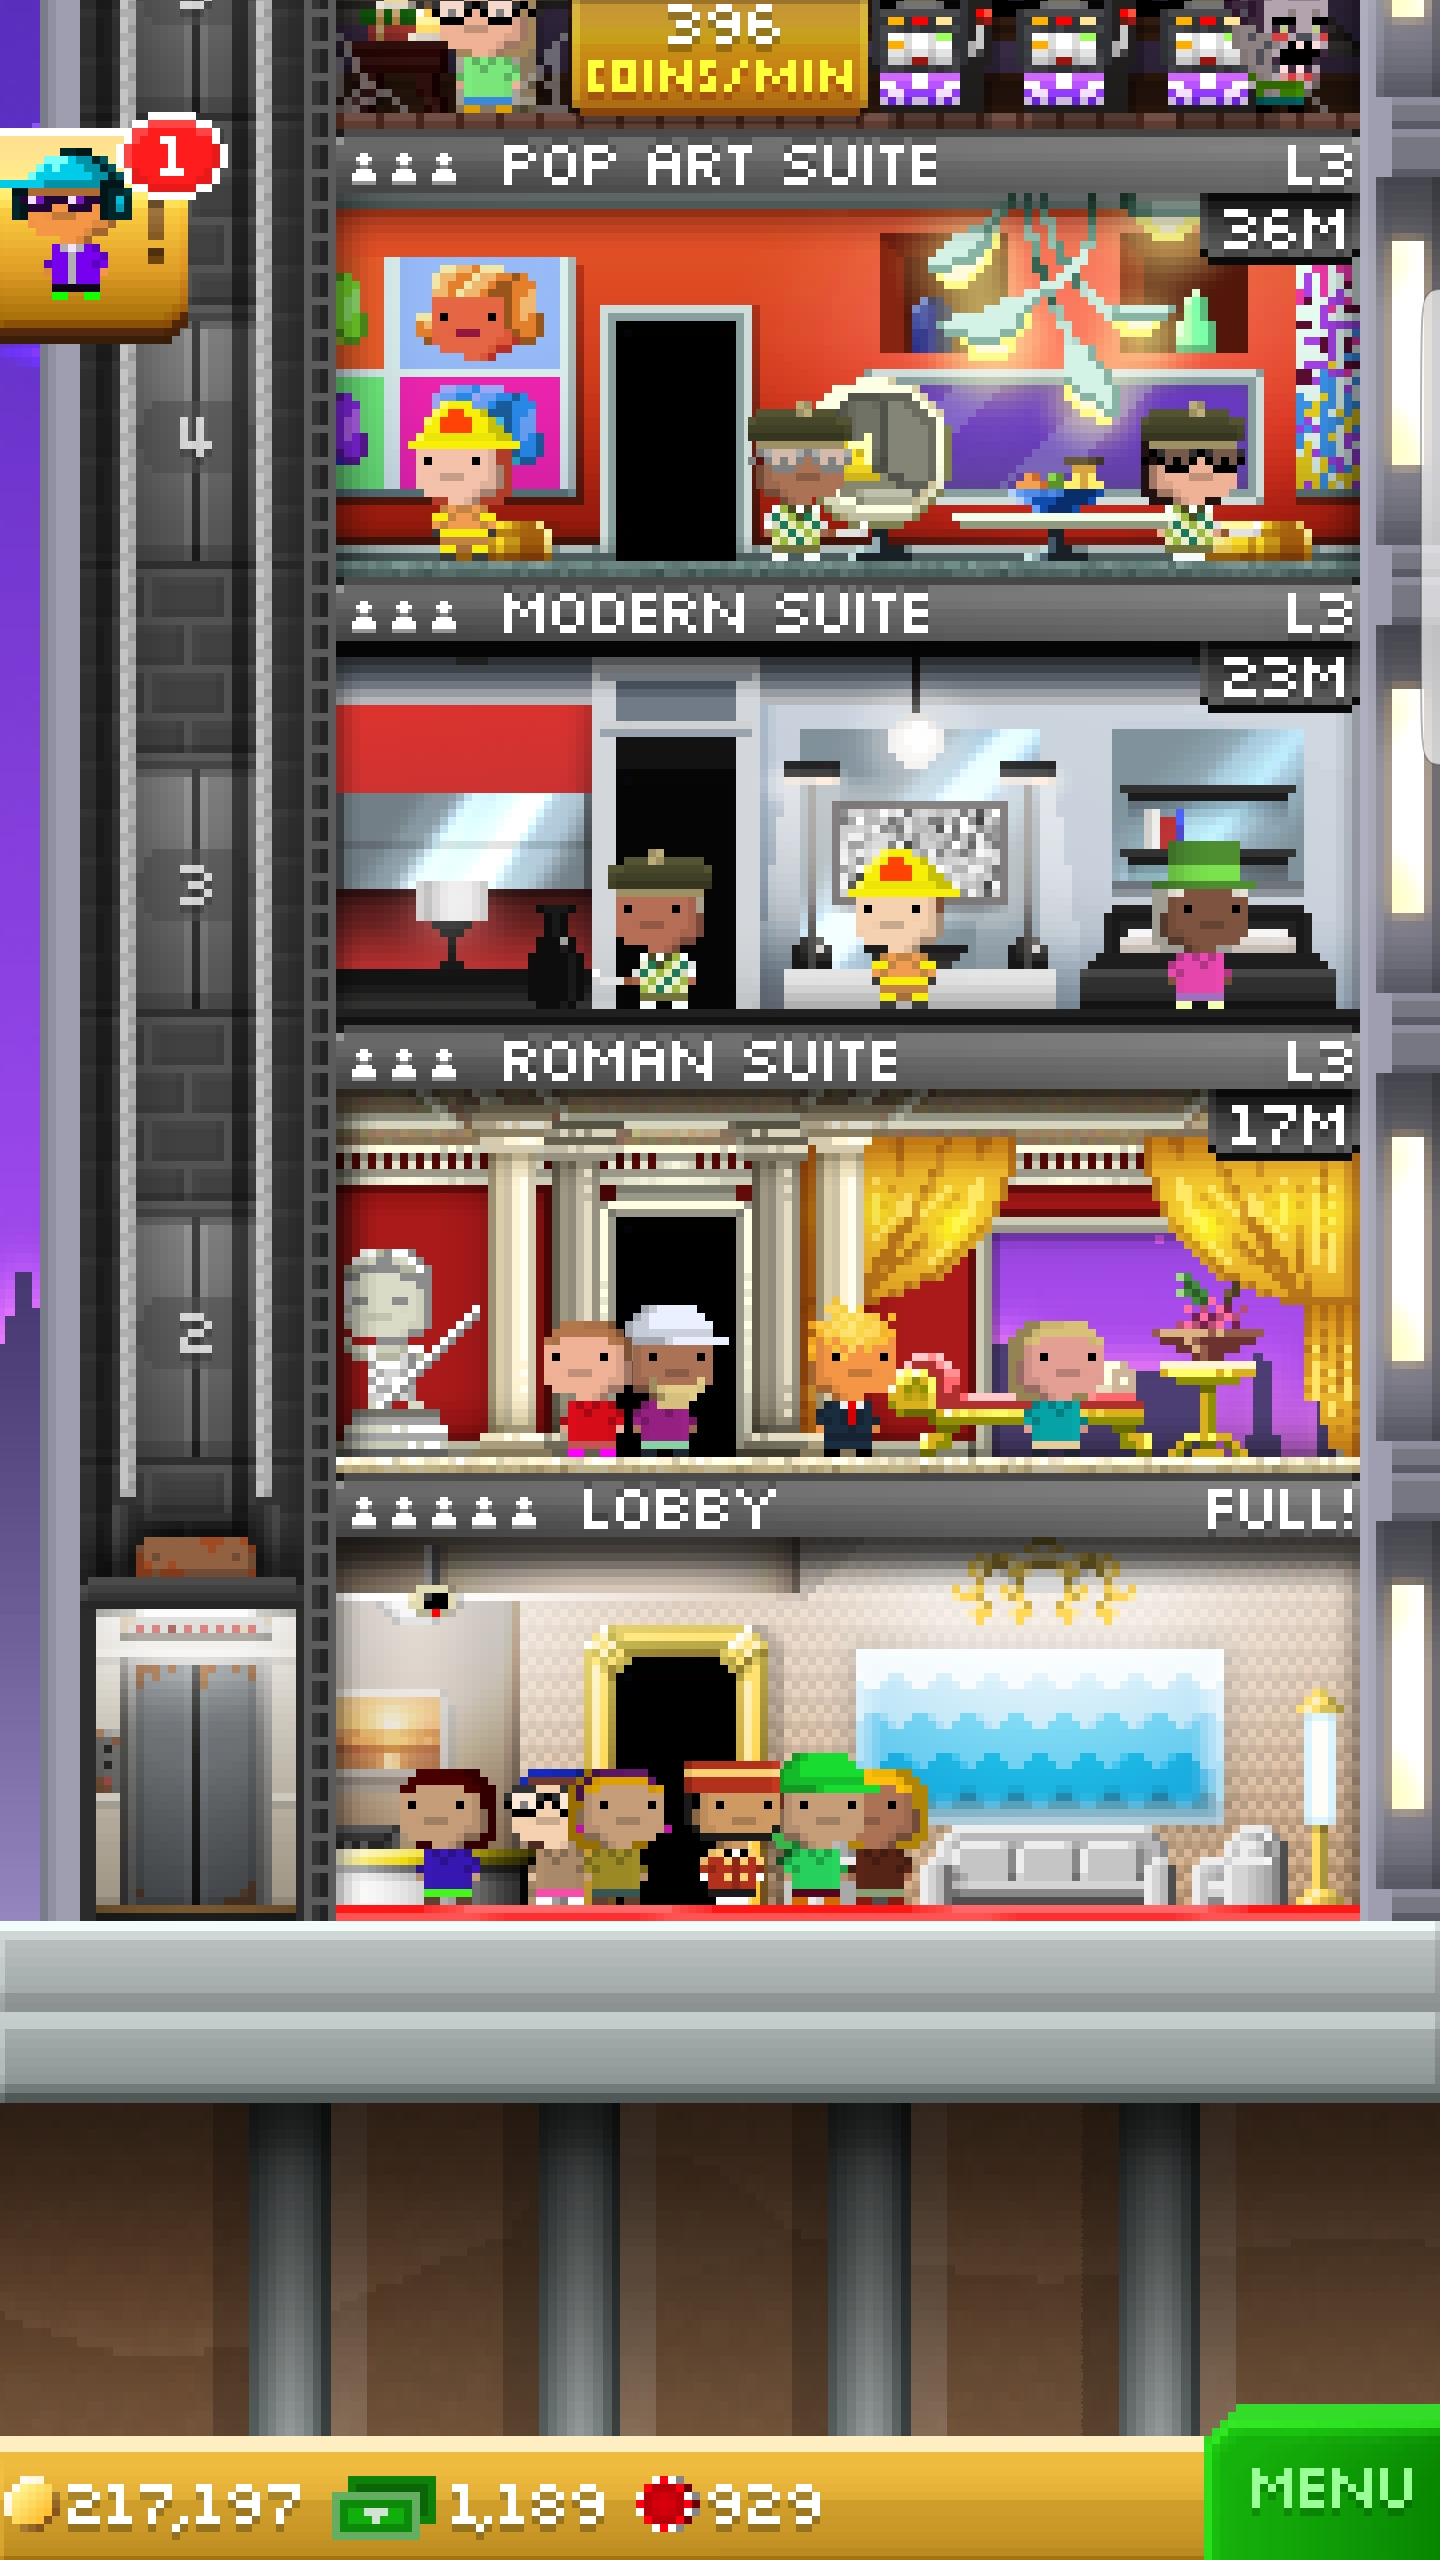 396
COINS/MIN
1
POP ART SUITE L3
36M
4
MODERN SUITE L3
23M
3
ROMAN SUITE L3
17M
2
LOBBY FULL!
217,197 1,189 929
MENU